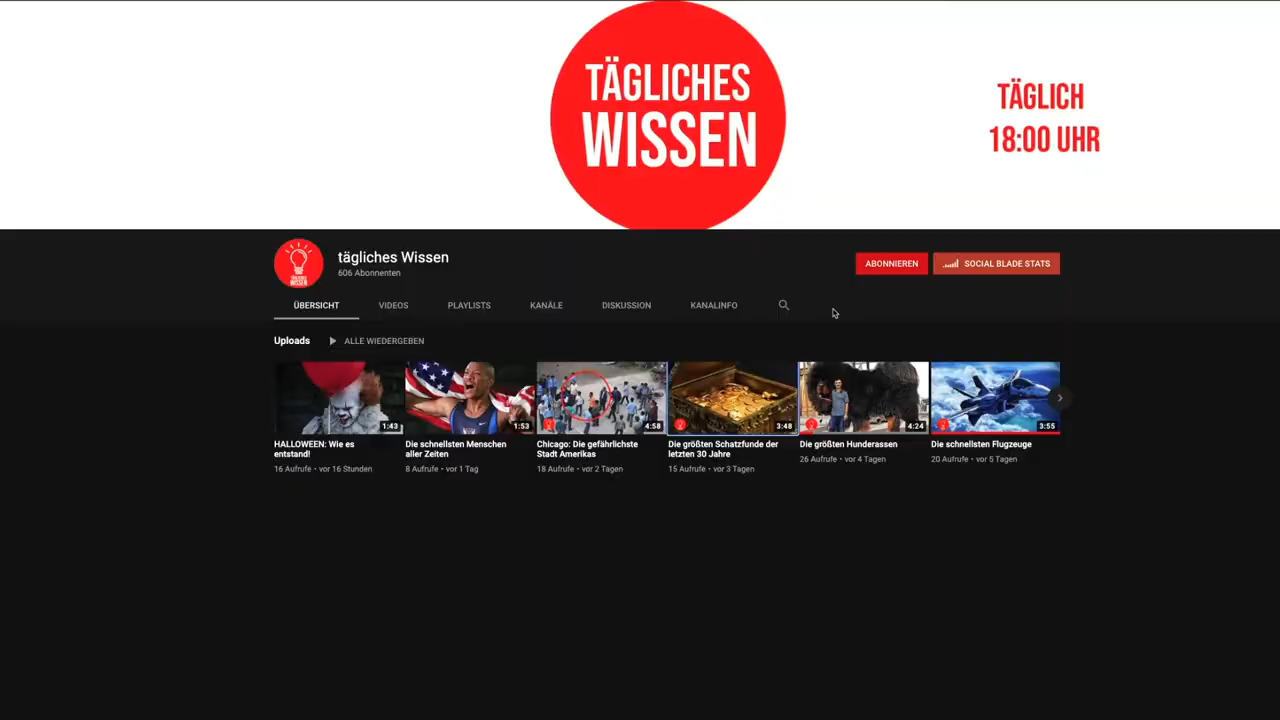 TÄGLICHES
WISSEN
TÄGLICH
18:00 UHR
tägliches Wissen
606 Abonnenten
ABONNIEREN
SOCIAL BLADE STATS
ÜBERSICHT
VIDEOS
PLAYLISTS
KANÄLE
DISKUSSION
KANALINFO
Uploads
ALLE WIEDERGEBEN
1:43
1:53
4:58
3:48
4:24
3:55
HALLOWEEN: Wie es
entstand!
16 Aufrufe • vor 16 Stunden
Die schnellsten Menschen
aller Zeiten
8 Aufrufe • vor 1 Tag
Chicago: Die gefährlichste
Stadt Amerikas
18 Aufrufe • vor 2 Tagen
Die größten Schatzfunde der
letzten 30 Jahre
15 Aufrufe • vor 3 Tagen
Die größten Hunderassen
26 Aufrufe • vor 4 Tagen
Die schnellsten Flugzeuge
20 Aufrufe • vor 5 Tagen